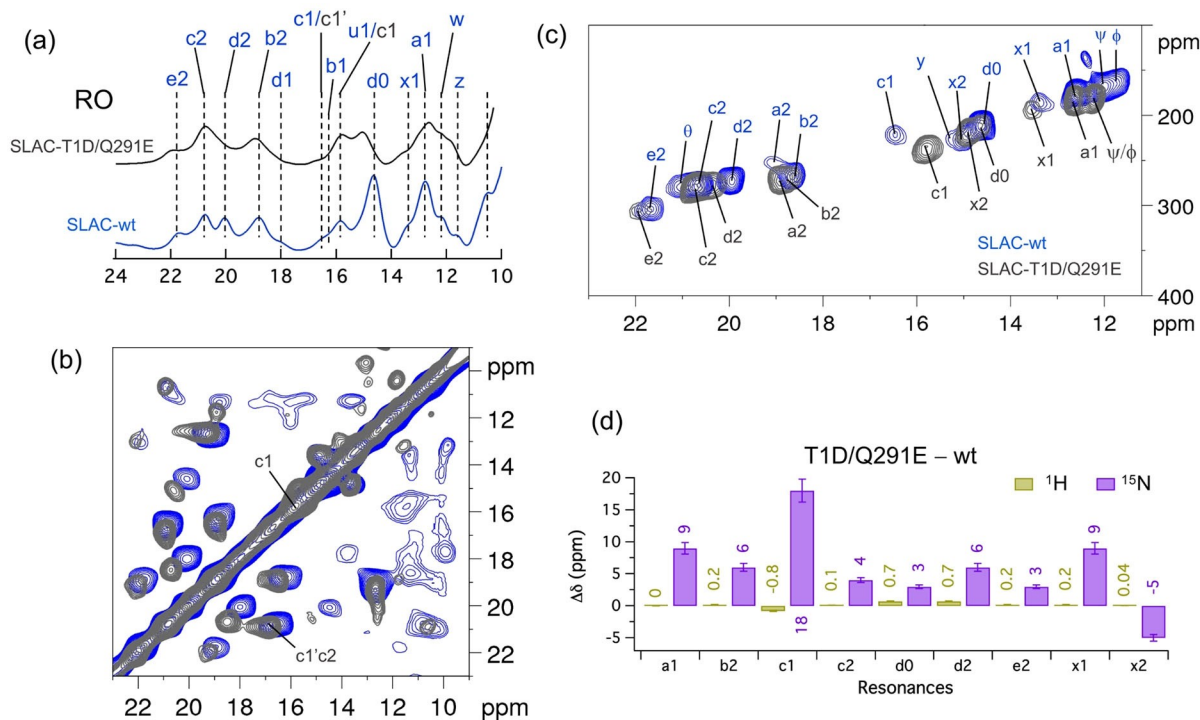 (a)
c1/c1'
u1/c1
w
c2
d2
b2
b1
a1
e2
d1
d0
x1
z
RO
SLAC-T1D/Q291E
SLAC-wt
24 22 20 18 16 14 12 10
(b)
ppm
12
14
16
18
20
22
c1
c1'c2
20 18 16 14 12 10 ppm
(c)
ppm
200
300
400
ψ ϕ
a1
x1
d0
x2
y
c1
a2
b2
c2
d2
θ
e2
ψ/ϕ
a1
x1
d0
x2
c1
b2
a2
d2
c2
e2
SLAC-wt
SLAC-T1D/Q291E
22 20 18 16 14 12
ppm ppm
(d)
T1D/Q291E – wt
1H 15N
Δδ (ppm)
20
15
10
5
0
-5
0 9 0.2 6 -0.8 18 0.1 4 0.7 3 0.7 6 0.2 3 0.2 9 0.04 -5
a1 b2 c1 c2 d0 d2 e2 x1 x2
Resonances